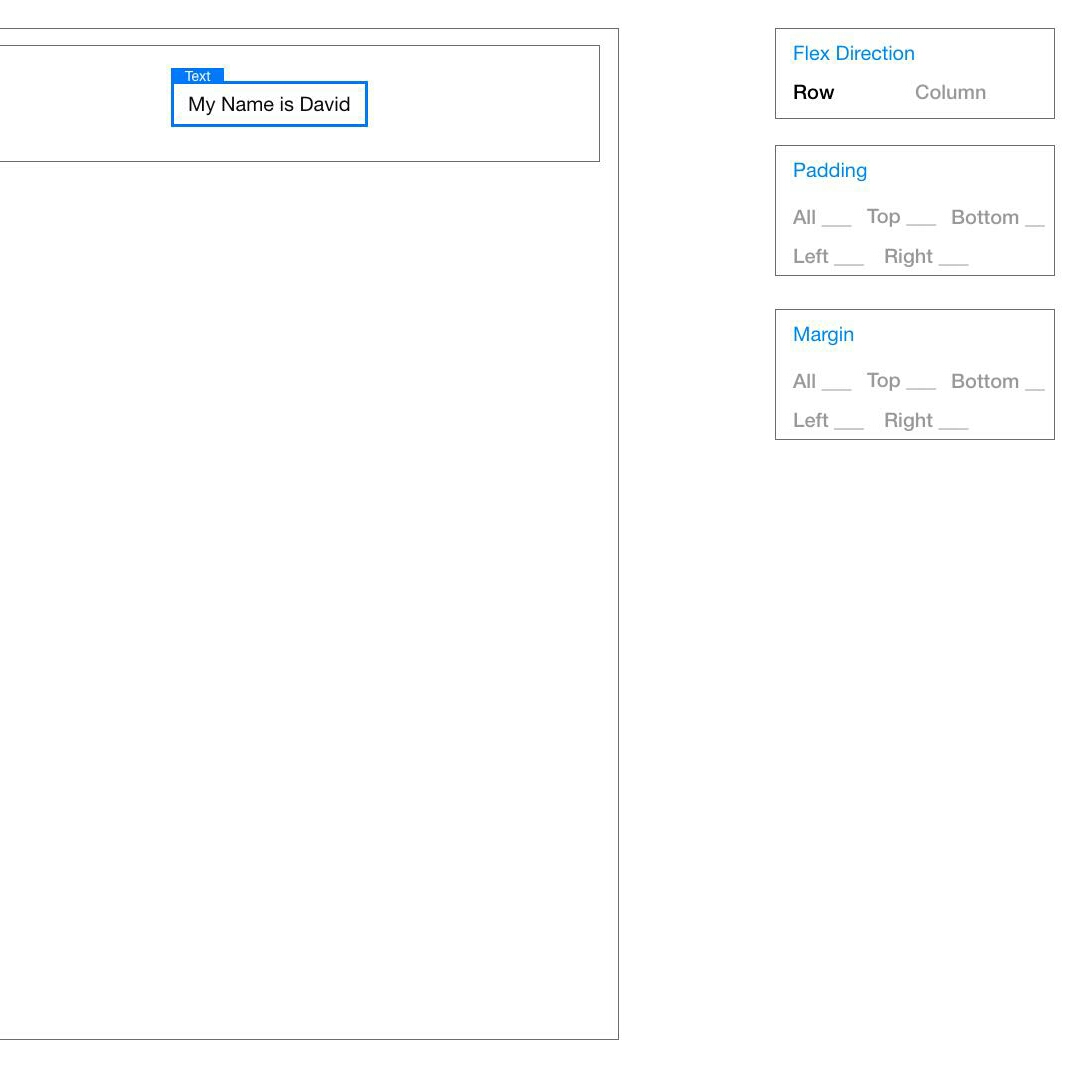 Text
My Name is David
Flex Direction
Row Column
Padding
All ___ Top ___ Bottom __
Left ___ Right ___
Margin
All ___ Top ___ Bottom __
Left ___ Right ___